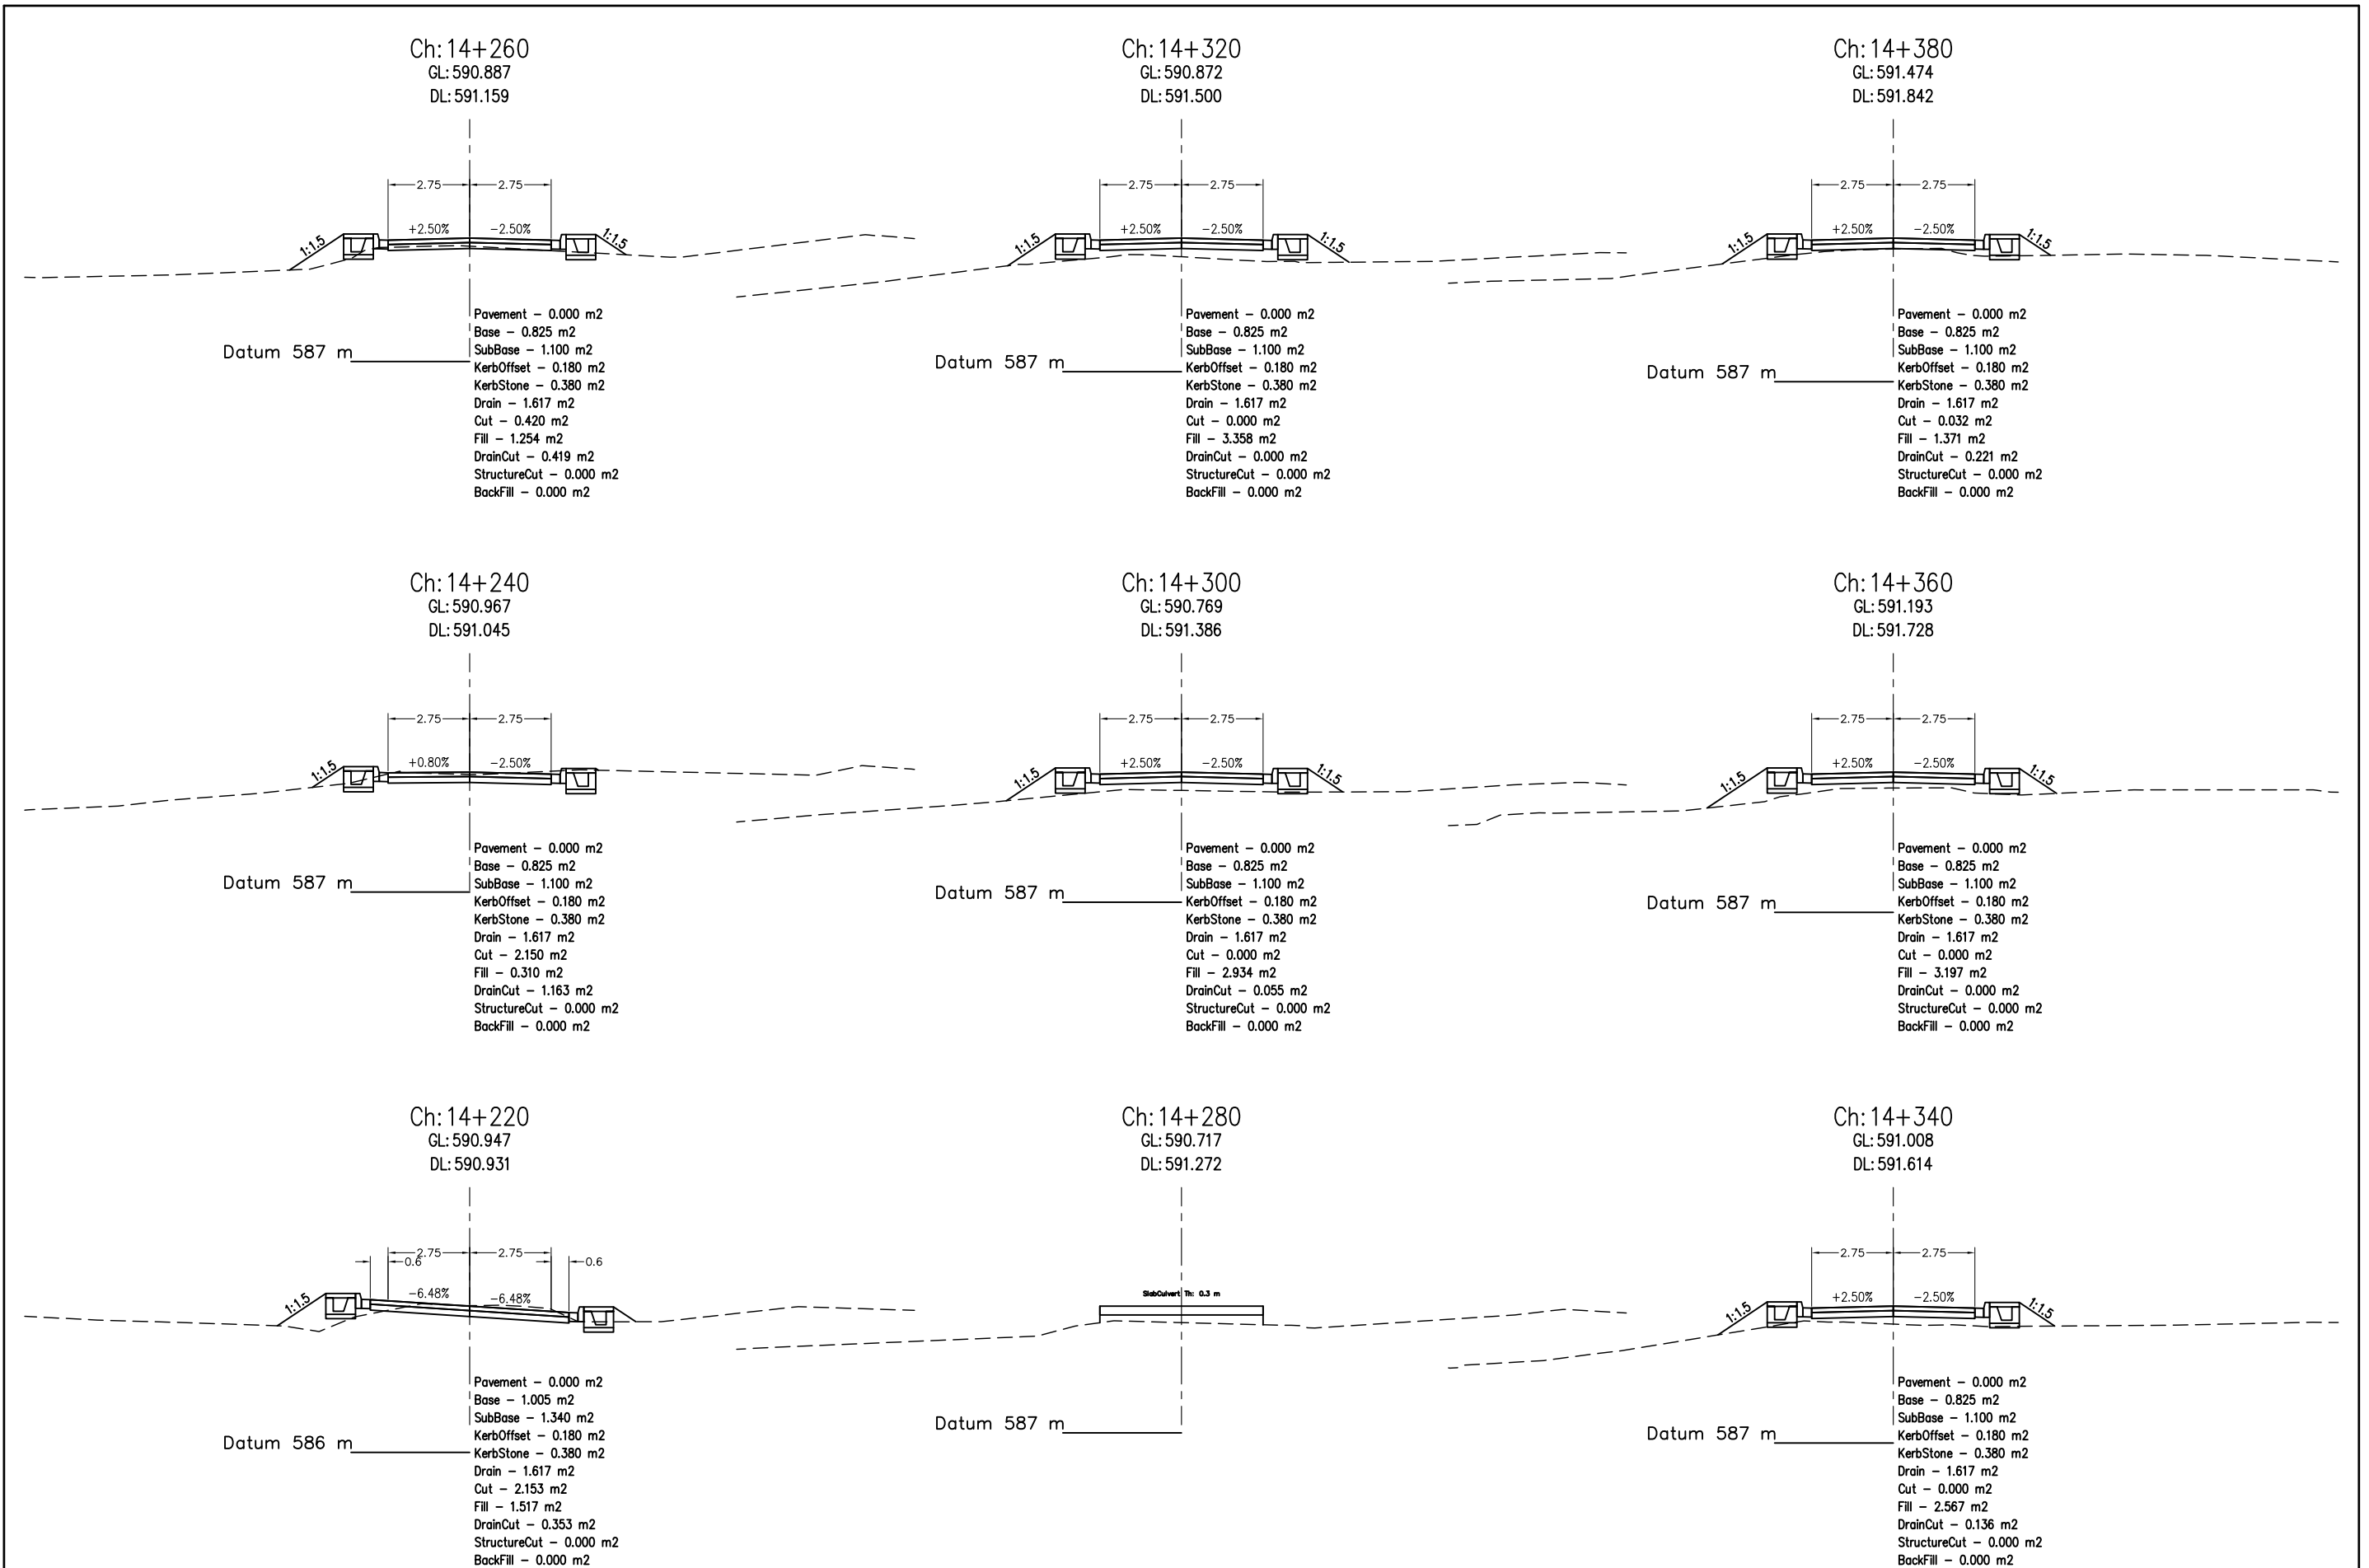 Ch:14+260
GL:590.887
DL:591.159
2.75 2.75
1:1.5 +2.50% -2.50% 1:1.5
Datum 587 m
Pavement - 0.000 m2
Base - 0.825 m2
SubBase - 1.100 m2
KerbOffset - 0.180 m2
KerbStone - 0.380 m2
Drain - 1.617 m2
Cut - 0.420 m2
Fill - 1.254 m2
DrainCut - 0.419 m2
StructureCut - 0.000 m2
BackFill - 0.000 m2
Ch:14+320
GL:590.872
DL:591.500
2.75 2.75
1:1.5 +2.50% -2.50% 1:1.5
Datum 587 m
Pavement - 0.000 m2
Base - 0.825 m2
SubBase - 1.100 m2
KerbOffset - 0.180 m2
KerbStone - 0.380 m2
Drain - 1.617 m2
Cut - 0.000 m2
Fill - 3.358 m2
DrainCut - 0.000 m2
StructureCut - 0.000 m2
BackFill - 0.000 m2
Ch:14+380
GL:591.474
DL:591.842
2.75 2.75
1:1.5 +2.50% -2.50% 1:1.5
Datum 587 m
Pavement - 0.000 m2
Base - 0.825 m2
SubBase - 1.100 m2
KerbOffset - 0.180 m2
KerbStone - 0.380 m2
Drain - 1.617 m2
Cut - 0.032 m2
Fill - 1.371 m2
DrainCut - 0.221 m2
StructureCut - 0.000 m2
BackFill - 0.000 m2
Ch:14+240
GL:590.967
DL:591.045
2.75 2.75
1:1.5 +0.80% -2.50%
Datum 587 m
Pavement - 0.000 m2
Base - 0.825 m2
SubBase - 1.100 m2
KerbOffset - 0.180 m2
KerbStone - 0.380 m2
Drain - 1.617 m2
Cut - 2.150 m2
Fill - 0.310 m2
DrainCut - 1.163 m2
StructureCut - 0.000 m2
BackFill - 0.000 m2
Ch:14+300
GL:590.769
DL:591.386
2.75 2.75
1:1.5 +2.50% -2.50% 1:1.5
Datum 587 m
Pavement - 0.000 m2
Base - 0.825 m2
SubBase - 1.100 m2
KerbOffset - 0.180 m2
KerbStone - 0.380 m2
Drain - 1.617 m2
Cut - 0.000 m2
Fill - 2.934 m2
DrainCut - 0.055 m2
StructureCut - 0.000 m2
BackFill - 0.000 m2
Ch:14+360
GL:591.193
DL:591.728
2.75 2.75
1:1.5 +2.50% -2.50% 1:1.5
Datum 587 m
Pavement - 0.000 m2
Base - 0.825 m2
SubBase - 1.100 m2
KerbOffset - 0.180 m2
KerbStone - 0.380 m2
Drain - 1.617 m2
Cut - 0.000 m2
Fill - 3.197 m2
DrainCut - 0.000 m2
StructureCut - 0.000 m2
BackFill - 0.000 m2
Ch:14+220
GL:590.947
DL:590.931
2.75 2.75
0.6 0.6
1:1.5 -6.48% -6.48%
Datum 586 m
Pavement - 0.000 m2
Base - 1.005 m2
SubBase - 1.340 m2
KerbOffset - 0.180 m2
KerbStone - 0.380 m2
Drain - 1.617 m2
Cut - 2.153 m2
Fill - 1.517 m2
DrainCut - 0.353 m2
StructureCut - 0.000 m2
BackFill - 0.000 m2
Ch:14+280
GL:590.717
DL:591.272
SlabCulvert Th: 0.3 m
Datum 587 m
Ch:14+340
GL:591.008
DL:591.614
2.75 2.75
1:1.5 +2.50% -2.50% 1:1.5
Datum 587 m
Pavement - 0.000 m2
Base - 0.825 m2
SubBase - 1.100 m2
KerbOffset - 0.180 m2
KerbStone - 0.380 m2
Drain - 1.617 m2
Cut - 0.000 m2
Fill - 2.567 m2
DrainCut - 0.136 m2
StructureCut - 0.000 m2
BackFill - 0.000 m2